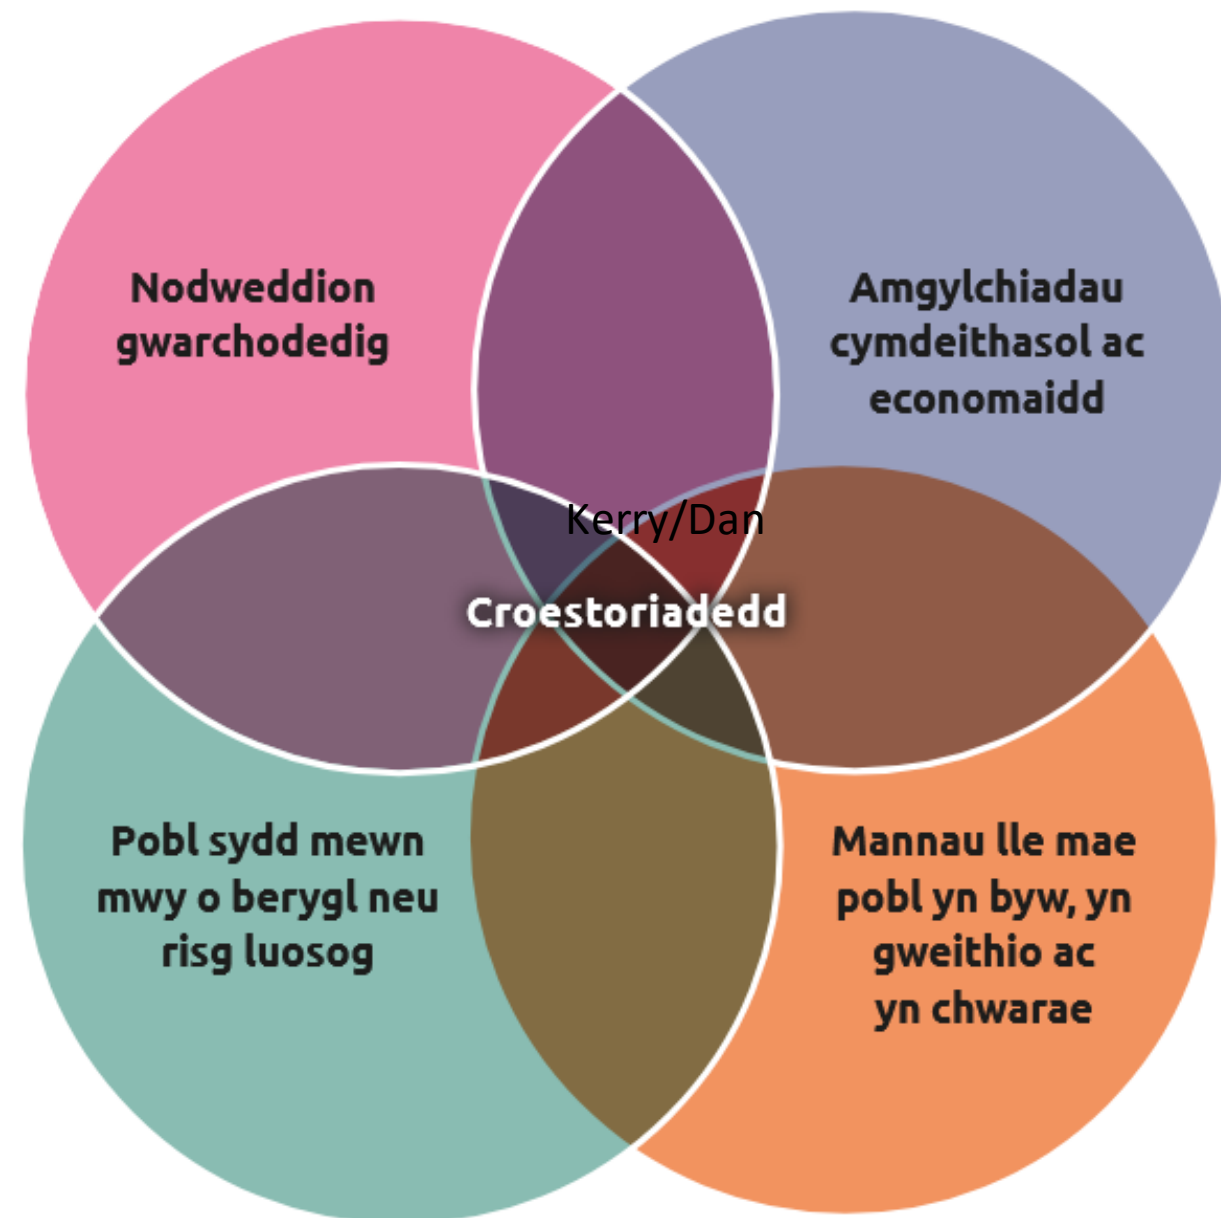 Nodweddion
gwarchodedig
Amgylchiadau
cymdeithasol ac
economaidd
Kerry/Dan
Croestoriadedd
Pobl sydd mewn
mwy o berygl neu
risg luosog
Mannau lle mae
pobl yn byw, yn
gweithio ac
yn chwarae